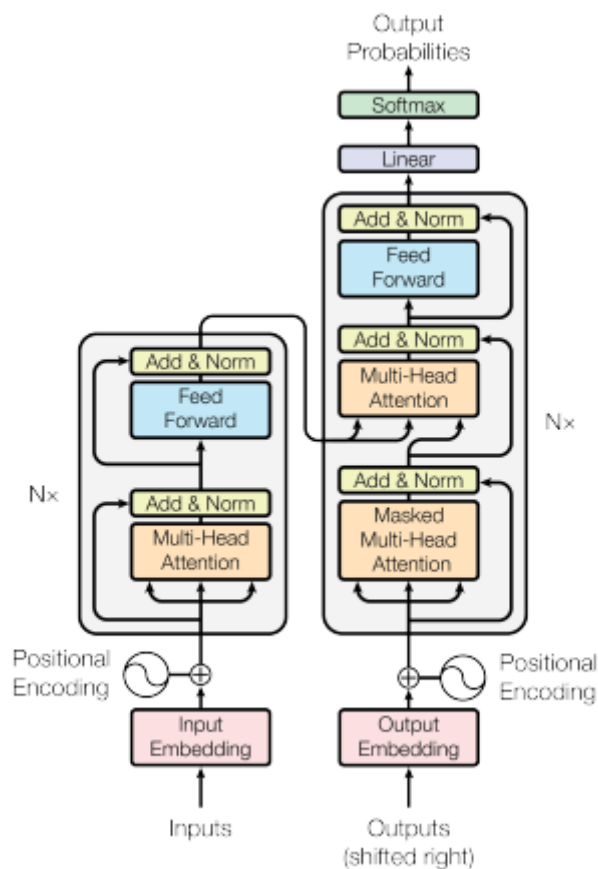 Output
Probabilities
Softmax
Linear
Add & Norm
Feed
Forward
Add & Norm
Multi-Head
Attention
Add & Norm
Masked
Multi-Head
Attention
N×
Add & Norm
Feed
Forward
Add & Norm
Multi-Head
Attention
N×
Positional
Encoding
Positional
Encoding
Input
Embedding
Output
Embedding
Inputs
Outputs
(shifted right)